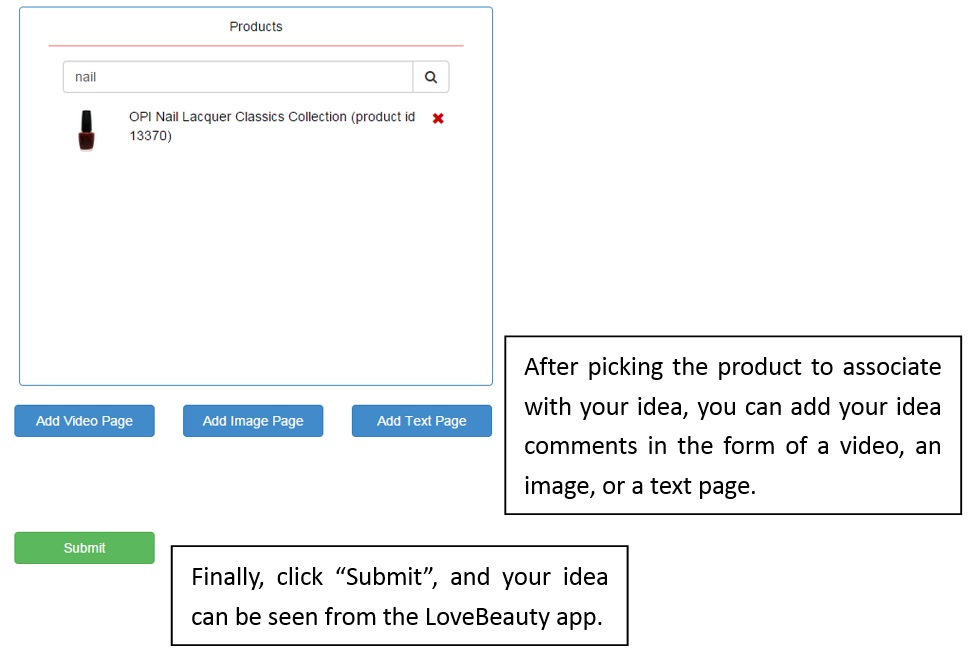 Products
nail
OPI Nail Lacquer Classics Collection (product id
13370)
Add Video Page
Add Image Page
Add Text Page
After picking the product to associate
with your idea, you can add your idea
comments in the form of a video, an
image, or a text page.
Submit
Finally, click “Submit”, and your idea
can be seen from the LoveBeauty app.